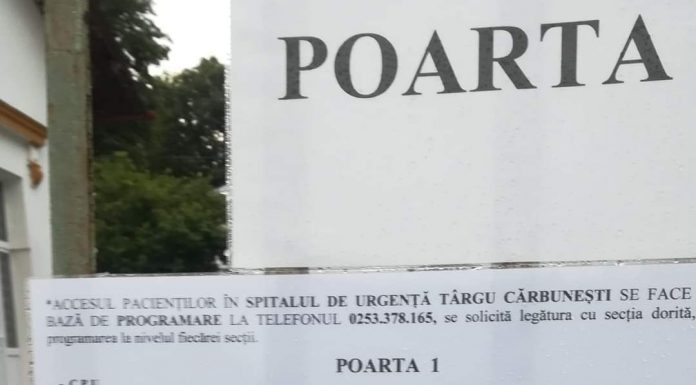 POARTA
*ACCESUL PACIENȚILOR ÎN SPITALUL DE URGENȚĂ TÂRGU CĂRBUNEȘTI SE FACE
BAZĂ DE PROGRAMARE LA TELEFONUL 0253.378.165, se solicită legătura cu secția dorită,
programarea la nivelul fiecărei secții.
POARTA 1
- CPU